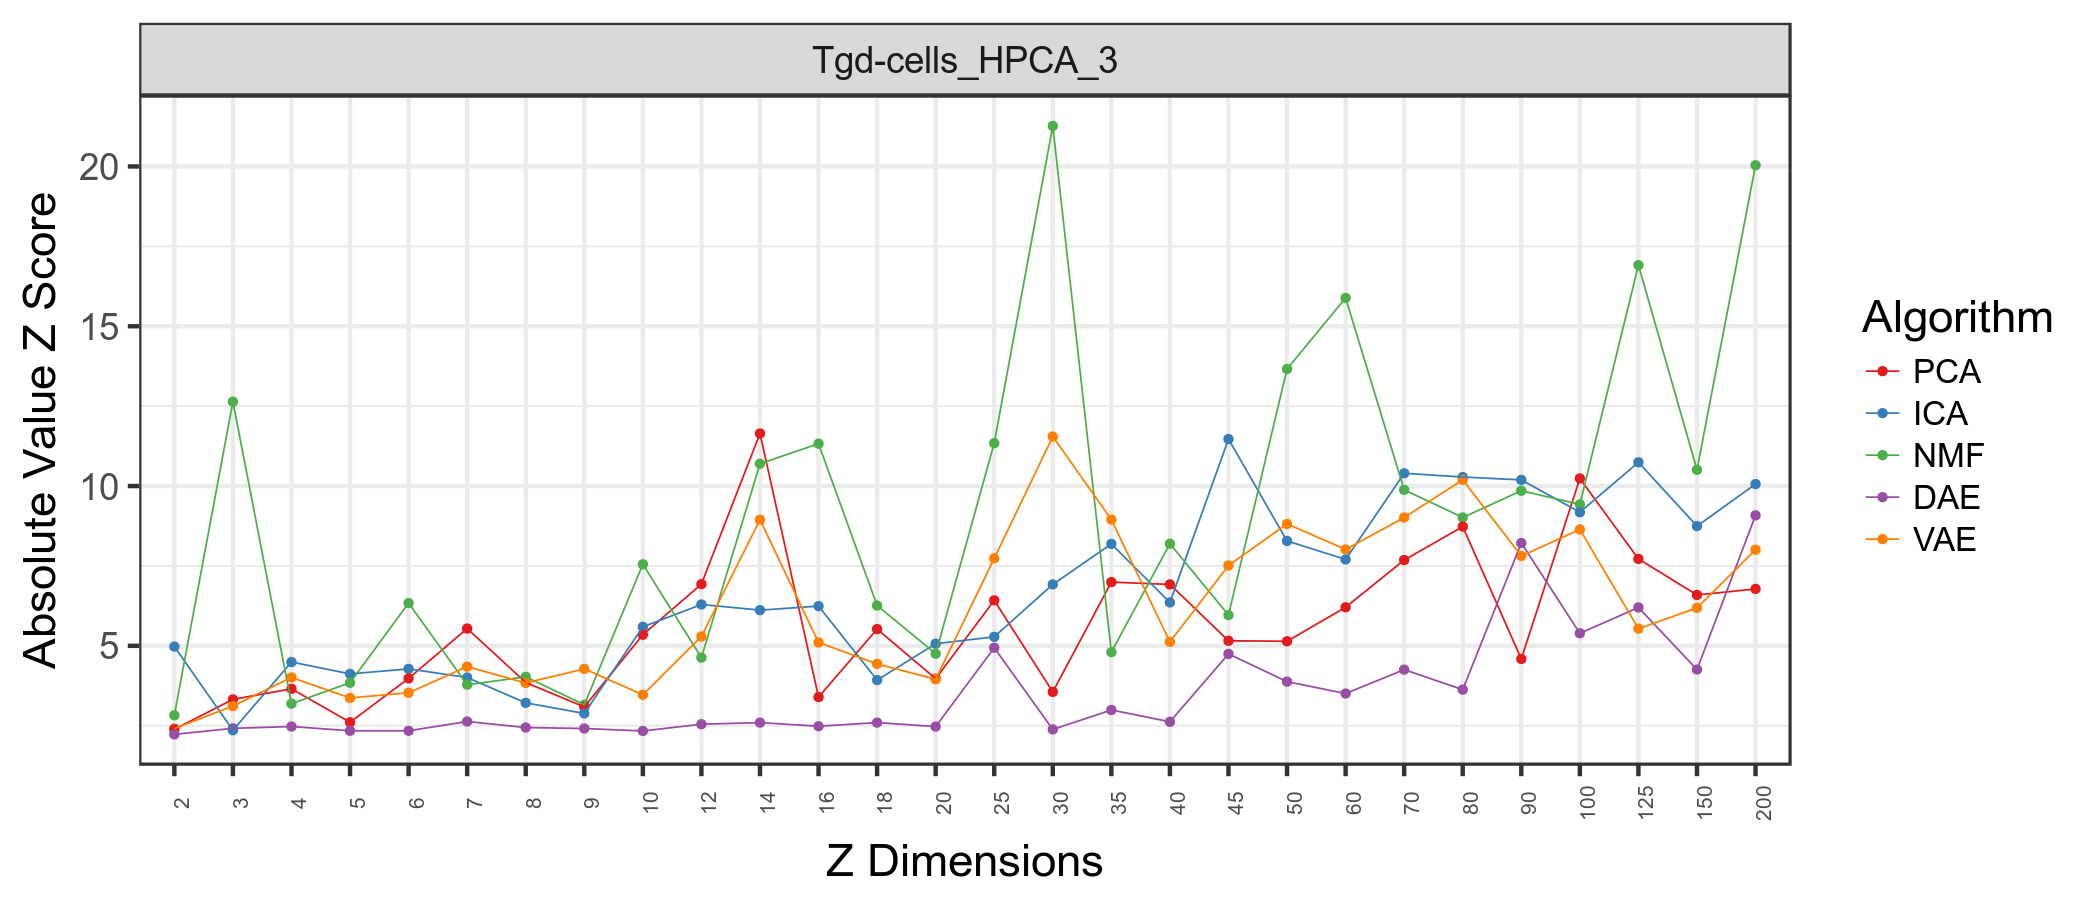 Tgd-cells_HPCA_3
Absolute Value Z Score
20
15
10
5
2 3 4 5 6 7 8 9 10 12 14 16 18 20 25 30 35 40 45 50 60 70 80 90 100 125 150 200
Z Dimensions
Algorithm
PCA
ICA
NMF
DAE
VAE